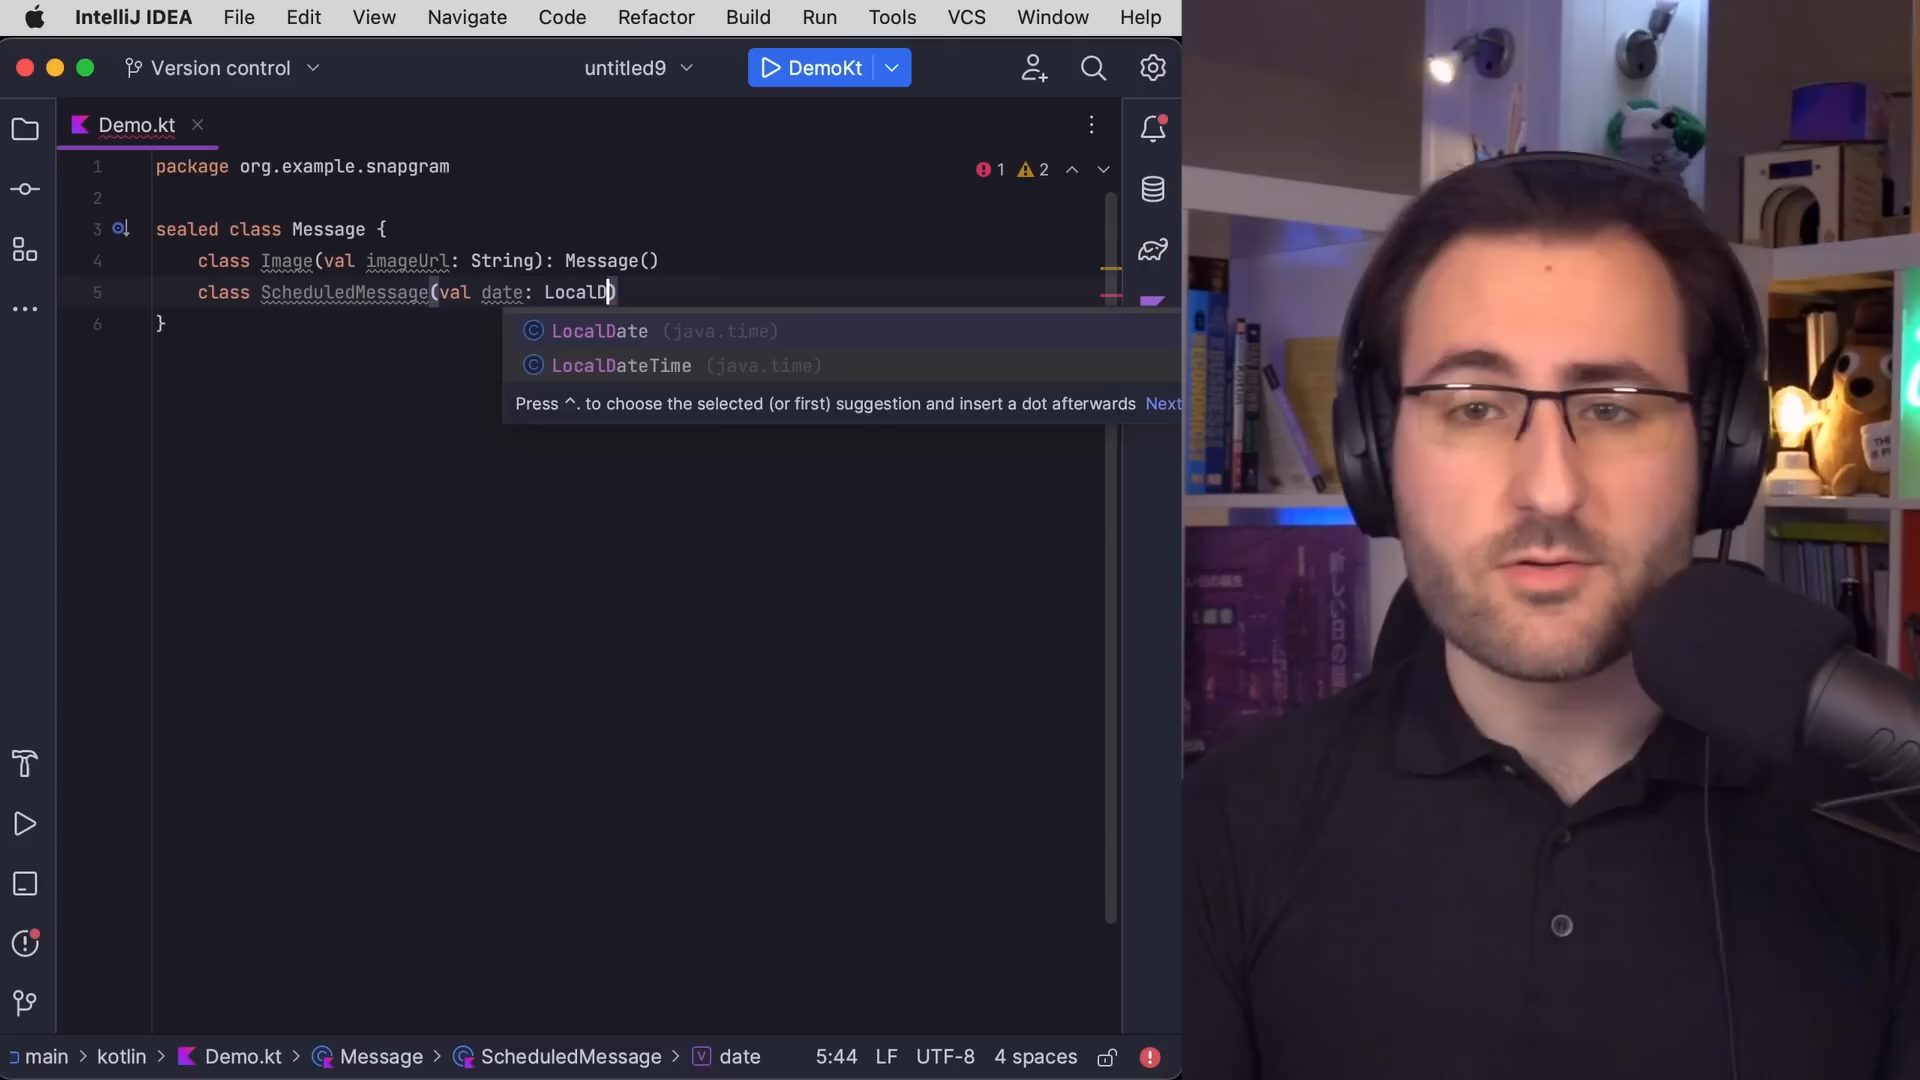 IntelliJ IDEA File Edit View Navigate Code Refactor Build Run Tools VCS Window Help
Version control untitled9 DemoKt
Demo.kt
1 package org.example.snapgram
1 2
2
3 sealed class Message {
4 class Image(val imageUrl: String): Message()
5 class ScheduledMessage(val date: LocalD)
6 }
LocalDate (java.time)
LocalDateTime (java.time)
Press ^. to choose the selected (or first) suggestion and insert a dot afterwards Next
main > kotlin > Demo.kt > Message > ScheduledMessage > date 5:44 LF UTF-8 4 spaces
ECONOMIST
THIS